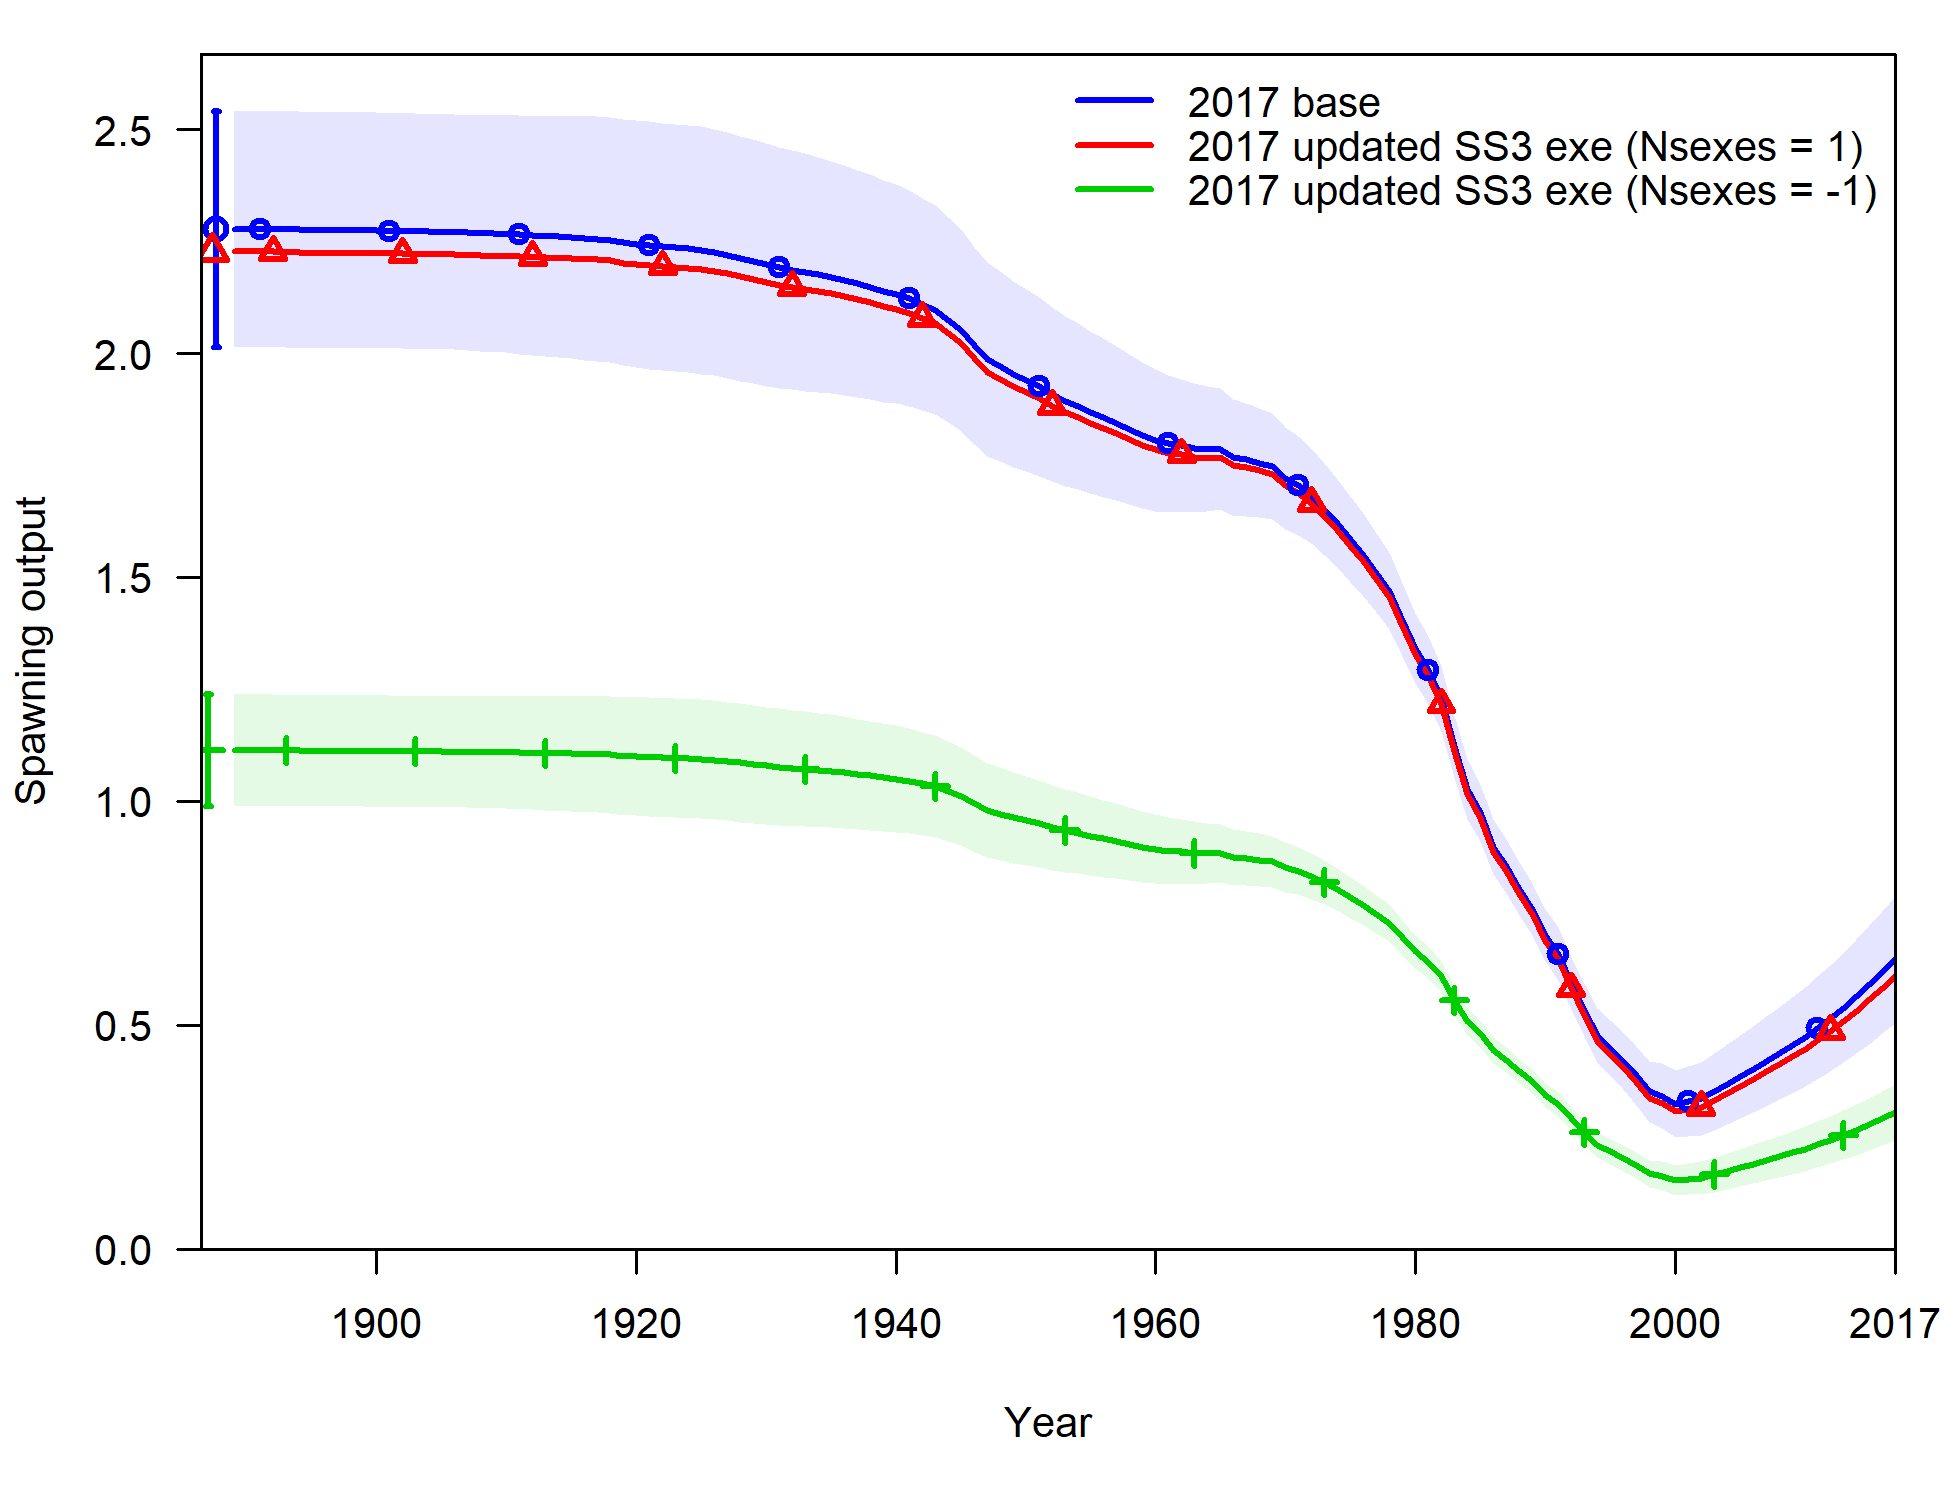 2017 base
2017 updated SS3 exe (Nsexes = 1)
2017 updated SS3 exe (Nsexes = -1)
Spawning output
2.5
2.0
1.5
1.0
0.5
0.0
1900 1920 1940 1960 1980 2000 2017
Year